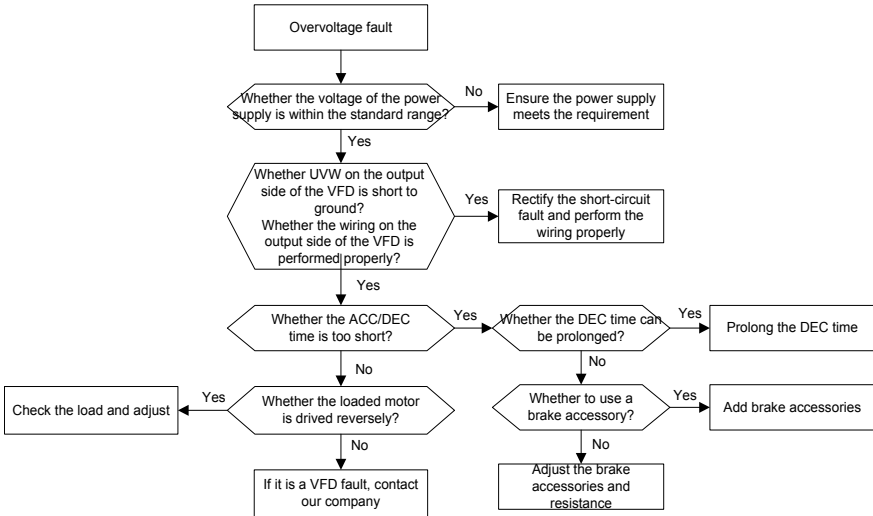 Overvoltage fault
Whether the voltage of the power
supply is within the standard range?
No
Ensure the power supply
meets the requirement
Yes
Whether UVW on the output
side of the VFD is short to
ground?
Whether the wiring on the
output side of the VFD is
performed properly?
Yes
Rectify the short-circuit
fault and perform the
wiring properly
Yes
Whether the ACC/DEC
time is too short?
Yes
Whether the DEC time can
be prolonged?
Yes
Prolong the DEC time
No
No
Check the load and adjust
Yes
Whether the loaded motor
is drived reversely?
Whether to use a
brake accessory?
Yes
Add brake accessories
No
No
If it is a VFD fault, contact
our company
Adjust the brake
accessories and
resistance